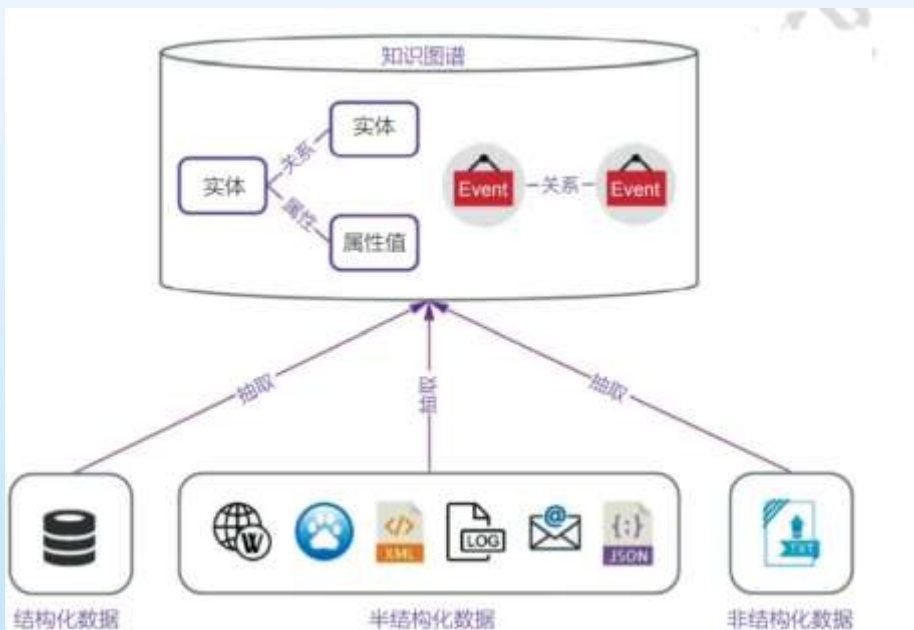 知识图谱
实体
关系
实体
属性
属性值
Event
关系
Event
抽取
抽取
抽取
W
XML
LOG
@
{:}
JSON
TXT
结构化数据
半结构化数据
非结构化数据